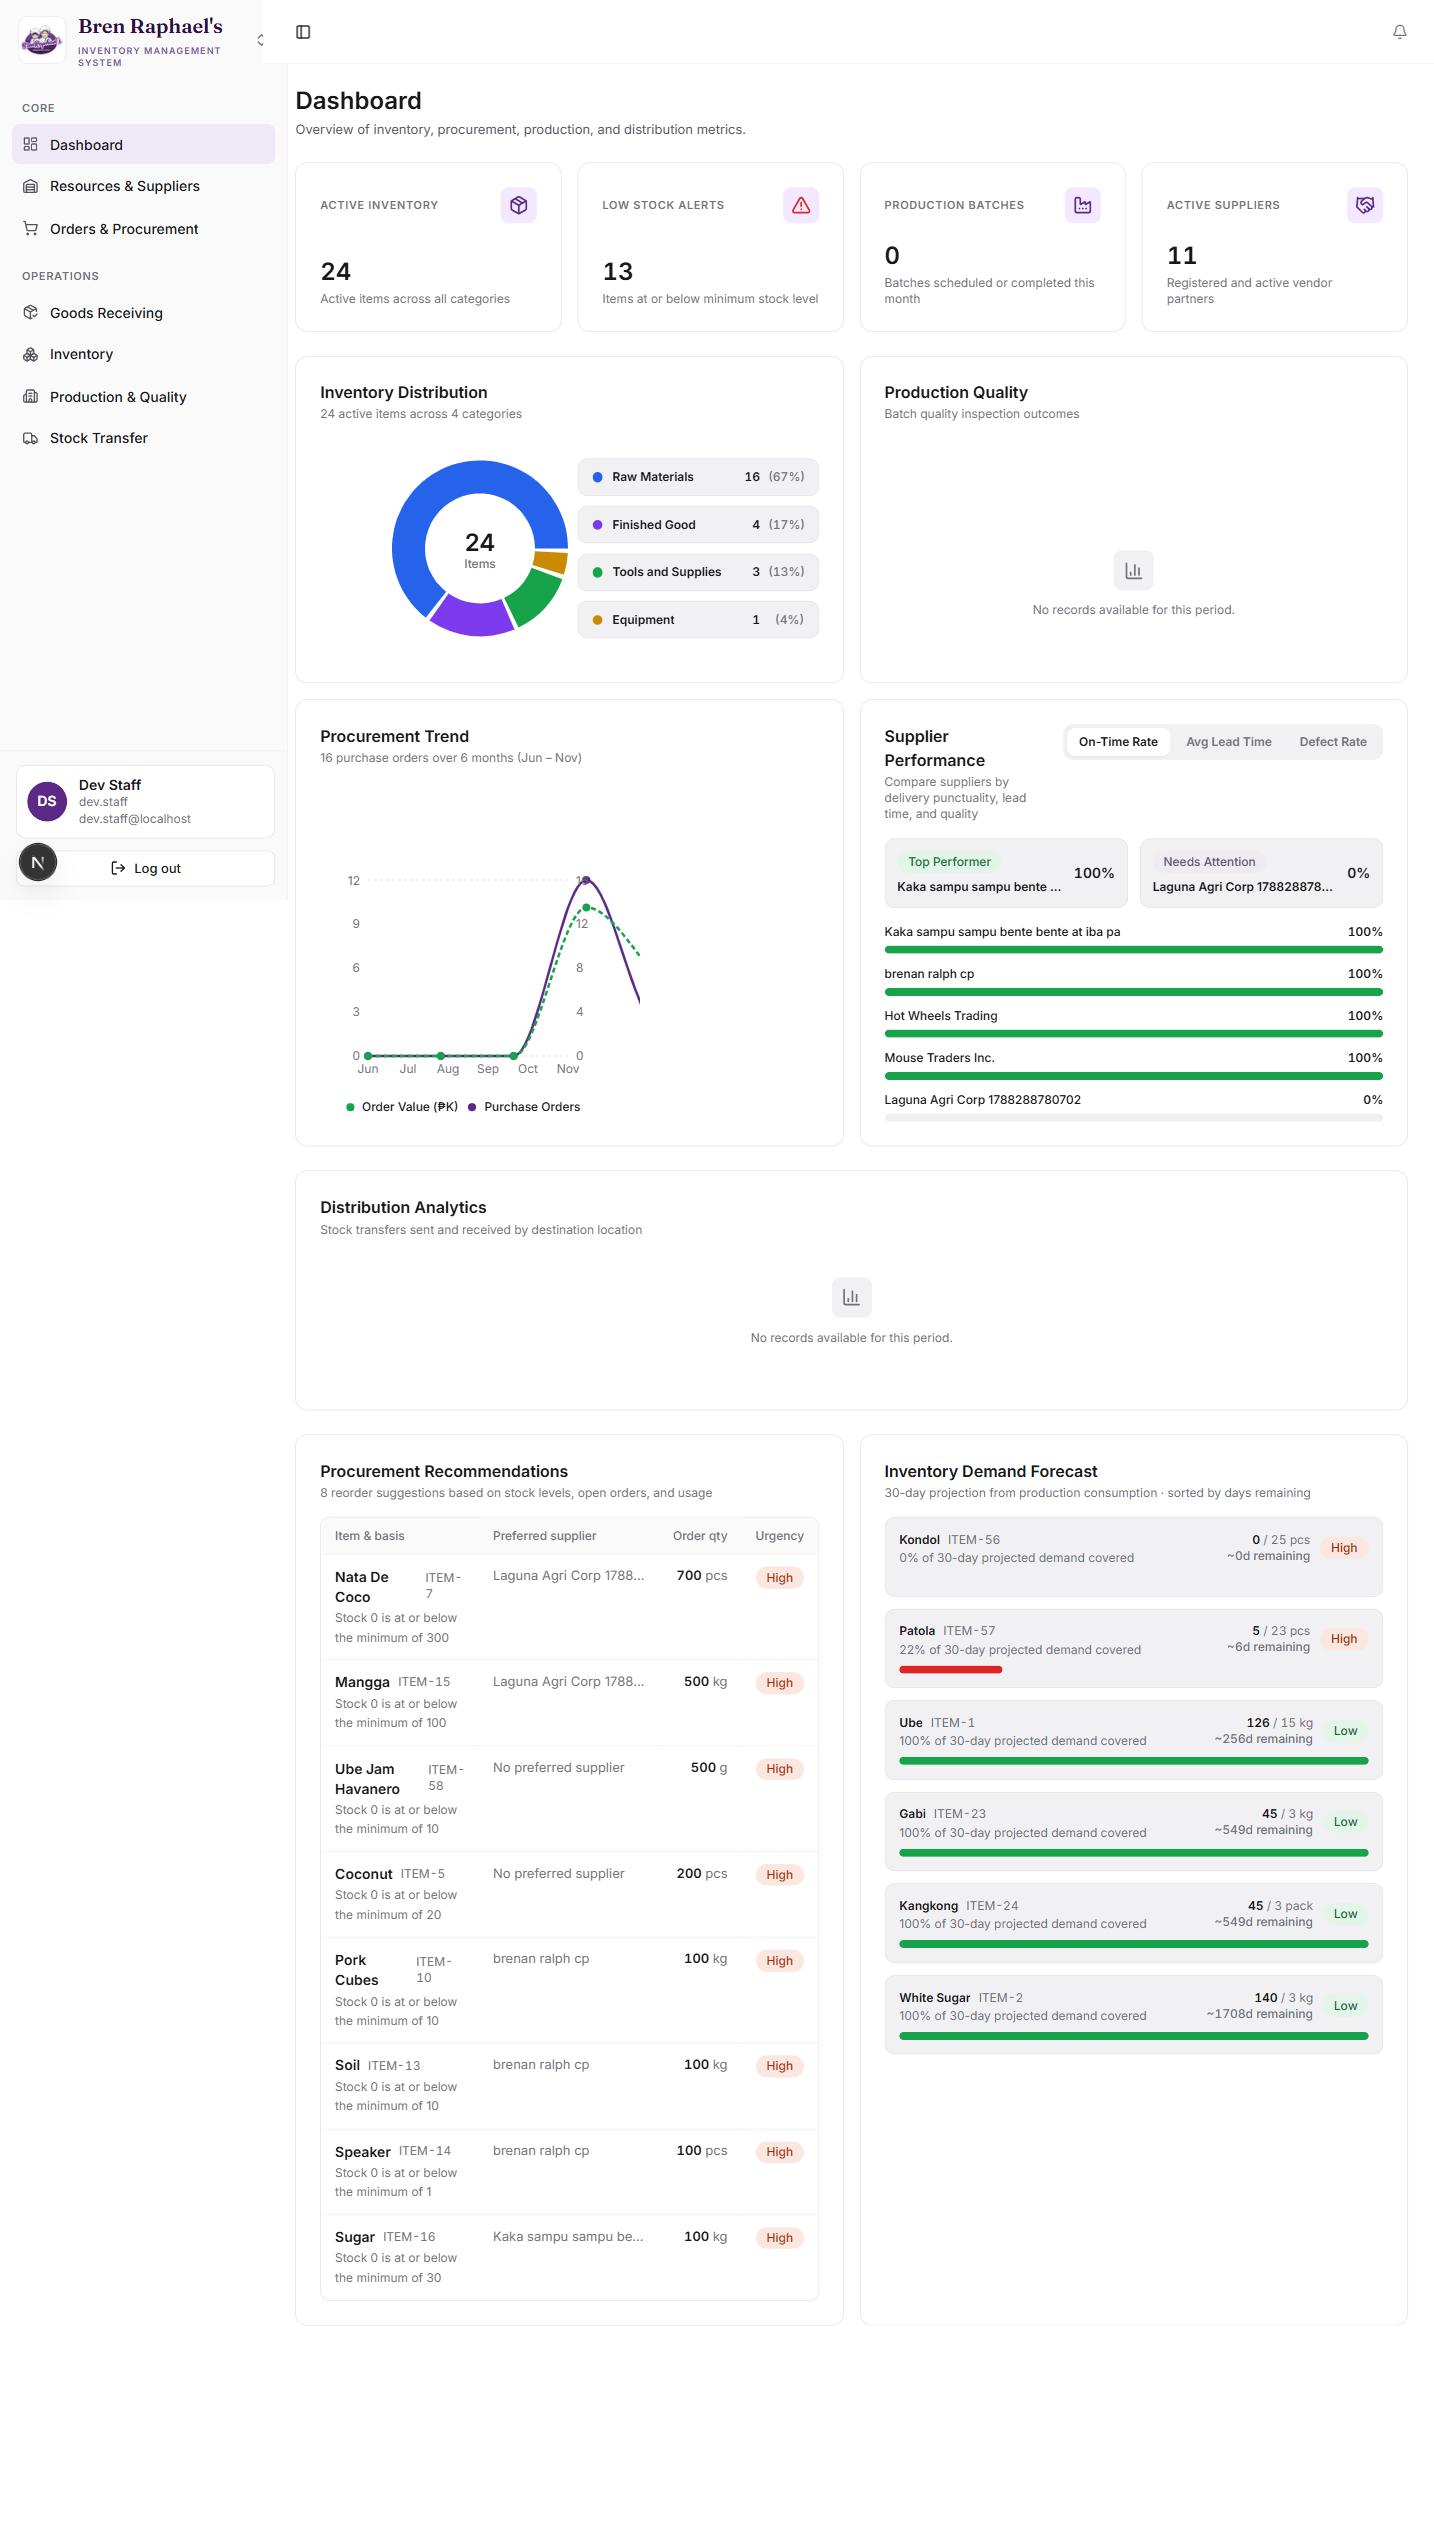 Bren Raphael's
INVENTORY MANAGEMENT
SYSTEM
CORE
Dashboard
Resources & Suppliers
Orders & Procurement
OPERATIONS
Goods Receiving
Inventory
Production & Quality
Stock Transfer
DS
Dev Staff
dev.staff
dev.staff@localhost
N
Log out
Dashboard
Overview of inventory, procurement, production, and distribution metrics.
ACTIVE INVENTORY
24
Active items across all categories
LOW STOCK ALERTS
13
Items at or below minimum stock level
PRODUCTION BATCHES
0
Batches scheduled or completed this
month
ACTIVE SUPPLIERS
11
Registered and active vendor
partners
Inventory Distribution
24 active items across 4 categories
24
Items
Raw Materials 16 (67%)
Finished Good 4 (17%)
Tools and Supplies 3 (13%)
Equipment 1 (4%)
Production Quality
Batch quality inspection outcomes
No records available for this period.
Procurement Trend
16 purchase orders over 6 months (Jun – Nov)
12
9 12
6 8
3 4
0 0
Jun Jul Aug Sep Oct Nov
Order Value (₱K) Purchase Orders
Supplier
Performance
Compare suppliers by
delivery punctuality, lead
time, and quality
On-Time Rate Avg Lead Time Defect Rate
Top Performer
Kaka sampu sampu bente ... 100%
Needs Attention
Laguna Agri Corp 178828878... 0%
Kaka sampu sampu bente bente at iba pa 100%
brenan ralph cp 100%
Hot Wheels Trading 100%
Mouse Traders Inc. 100%
Laguna Agri Corp 1788288780702 0%
Distribution Analytics
Stock transfers sent and received by destination location
No records available for this period.
Procurement Recommendations
8 reorder suggestions based on stock levels, open orders, and usage
Item & basis Preferred supplier Order qty Urgency
Nata De Coco ITEM-7 Laguna Agri Corp 1788... 700 pcs High
Stock 0 is at or below
the minimum of 300
Mangga ITEM-15 Laguna Agri Corp 1788... 500 kg High
Stock 0 is at or below
the minimum of 100
Ube Jam Havanero ITEM-58 No preferred supplier 500 g High
Stock 0 is at or below
the minimum of 10
Coconut ITEM-5 No preferred supplier 200 pcs High
Stock 0 is at or below
the minimum of 20
Pork Cubes ITEM-10 brenan ralph cp 100 kg High
Stock 0 is at or below
the minimum of 10
Soil ITEM-13 brenan ralph cp 100 kg High
Stock 0 is at or below
the minimum of 10
Speaker ITEM-14 brenan ralph cp 100 pcs High
Stock 0 is at or below
the minimum of 1
Sugar ITEM-16 Kaka sampu sampu be... 100 kg High
Stock 0 is at or below
the minimum of 30
Inventory Demand Forecast
30-day projection from production consumption · sorted by days remaining
Kondol ITEM-56 0 / 25 pcs High
0% of 30-day projected demand covered ~0d remaining
Patola ITEM-57 5 / 23 pcs High
22% of 30-day projected demand covered ~6d remaining
Ube ITEM-1 126 / 15 kg Low
100% of 30-day projected demand covered ~256d remaining
Gabi ITEM-23 45 / 3 kg Low
100% of 30-day projected demand covered ~549d remaining
Kangkong ITEM-24 45 / 3 pack Low
100% of 30-day projected demand covered ~549d remaining
White Sugar ITEM-2 140 / 3 kg Low
100% of 30-day projected demand covered ~1708d remaining